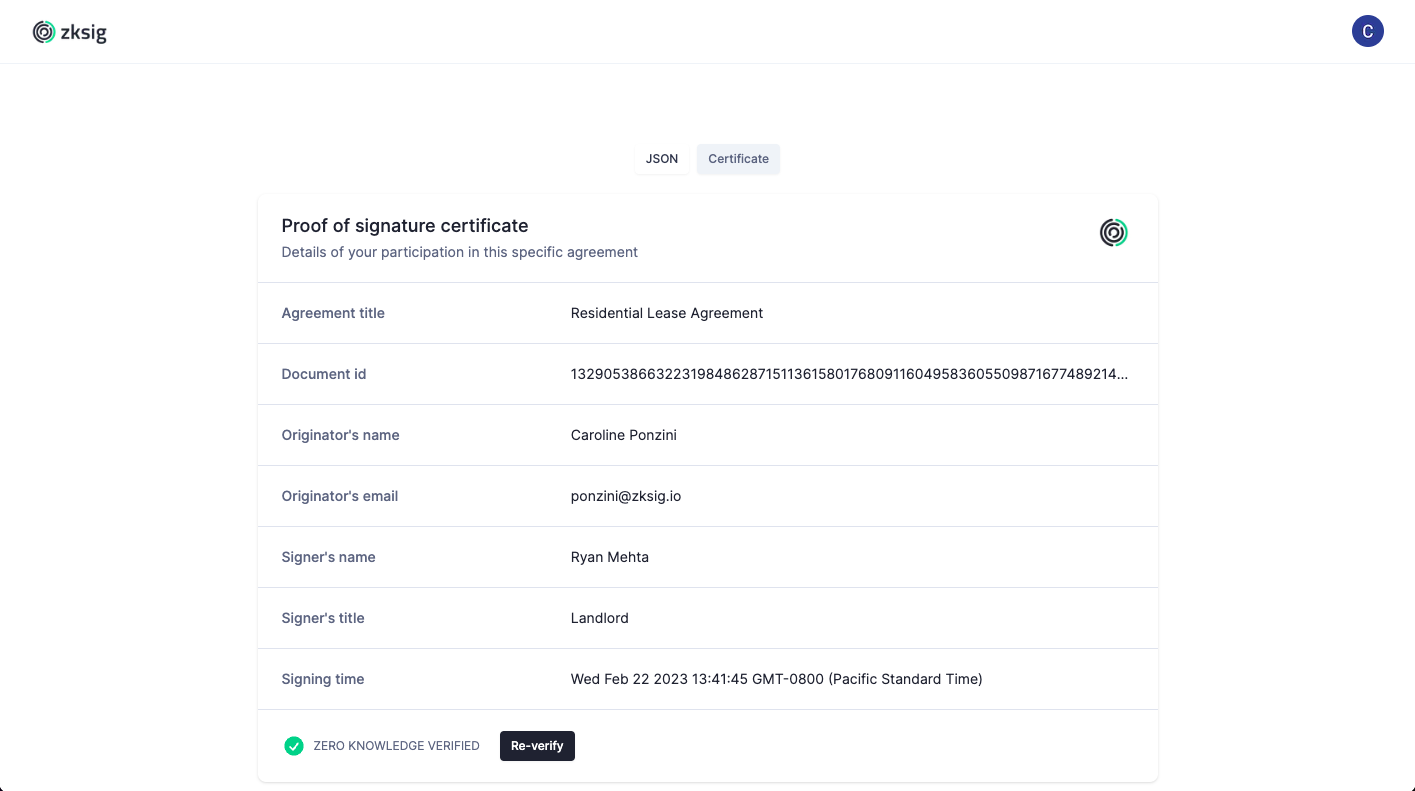 zksig
C
JSON
Certificate
Proof of signature certificate
Details of your participation in this specific agreement
Agreement title
Residential Lease Agreement
Document id
13290538663223198486287151136158017680911604958360550987167748​9214...
Originator's name
Caroline Ponzini
Originator's email
ponzini@zksig.io
Signer's name
Ryan Mehta
Signer's title
Landlord
Signing time
Wed Feb 22 2023 13:41:45 GMT-0800 (Pacific Standard Time)
ZERO KNOWLEDGE VERIFIED
Re-verify